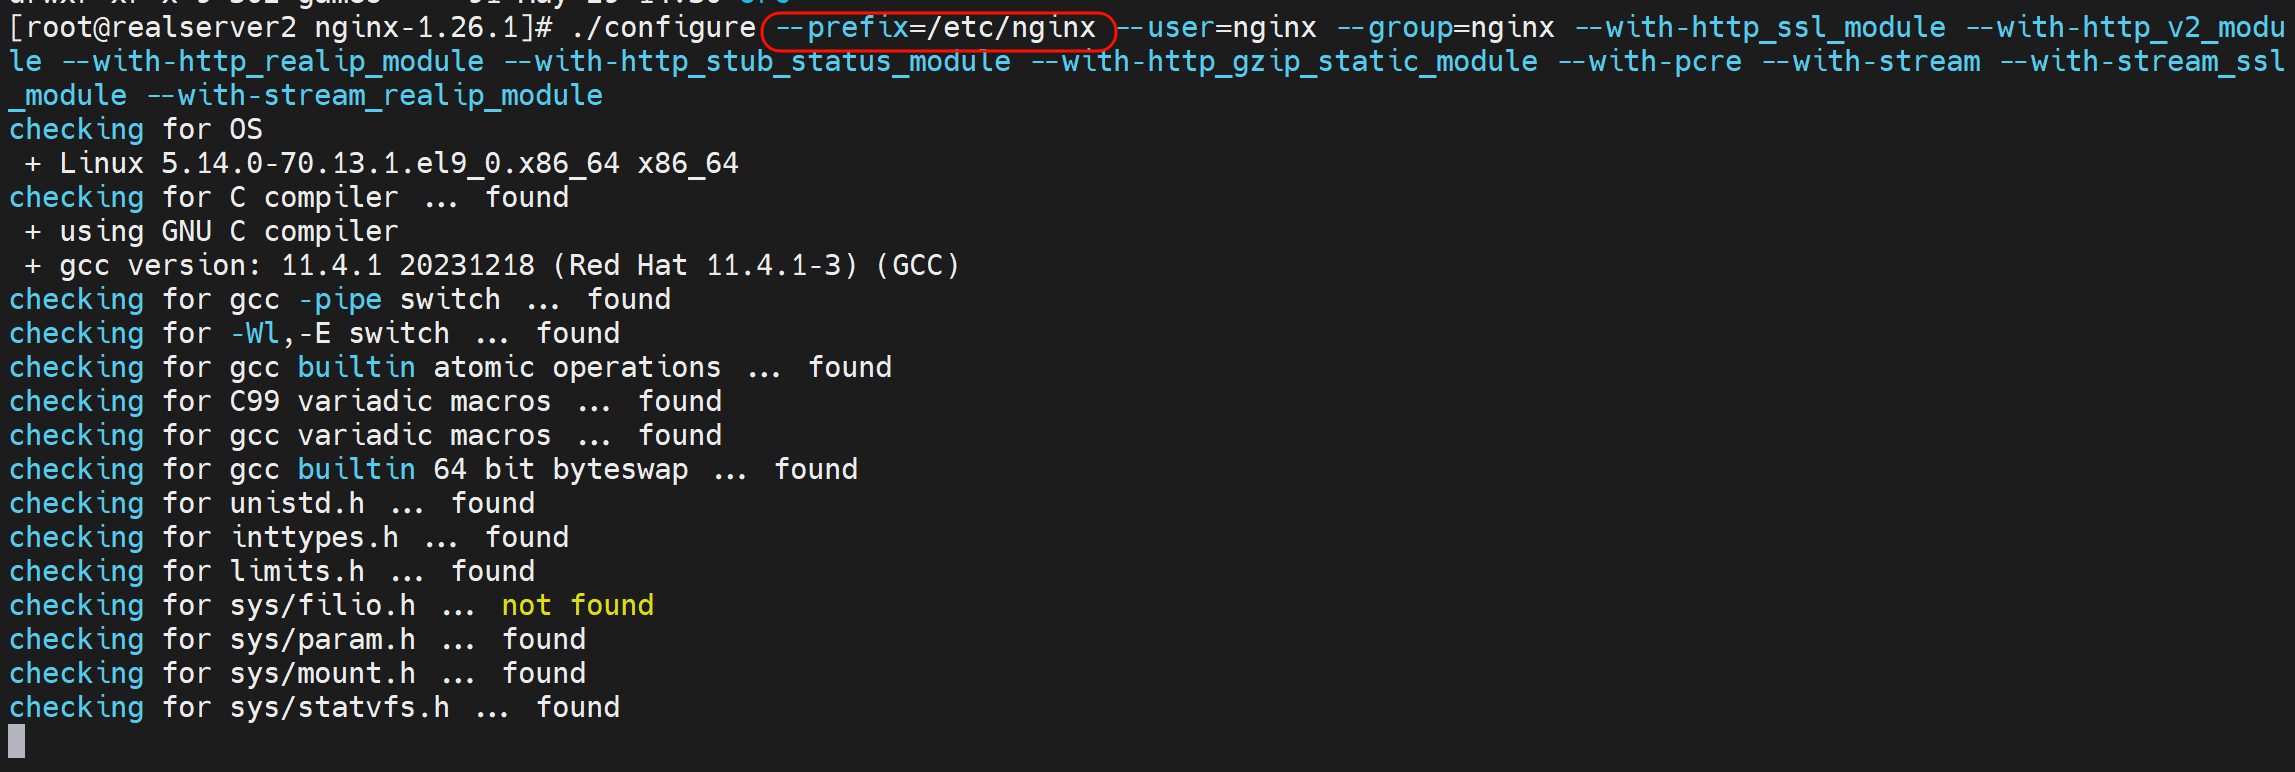 [root@realserver2 nginx-1.26.1]# ./configure --prefix=/etc/nginx --user=nginx --group=nginx --with-http_ssl_module --with-http_v2_modu
le --with-http_realip_module --with-http_stub_status_module --with-http_gzip_static_module --with-pcre --with-stream --with-stream_ssl
_module --with-stream_realip_module
checking for OS
 + Linux 5.14.0-70.13.1.el9_0.x86_64 x86_64
checking for C compiler ... found
 + using GNU C compiler
 + gcc version: 11.4.1 20231218 (Red Hat 11.4.1-3) (GCC)
checking for gcc -pipe switch ... found
checking for -Wl,-E switch ... found
checking for gcc builtin atomic operations ... found
checking for C99 variadic macros ... found
checking for gcc variadic macros ... found
checking for gcc builtin 64 bit byteswap ... found
checking for unistd.h ... found
checking for inttypes.h ... found
checking for limits.h ... found
checking for sys/filio.h ... not found
checking for sys/param.h ... found
checking for sys/mount.h ... found
checking for sys/statvfs.h ... found